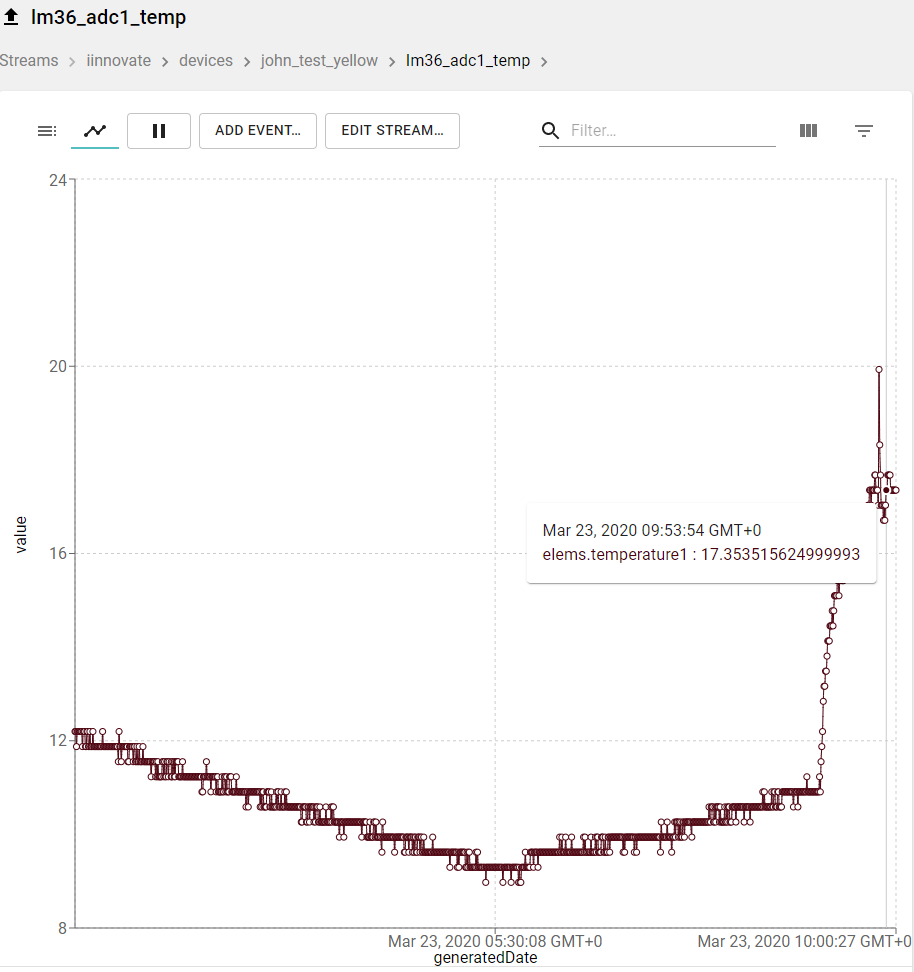 lm36_adc1_temp
Streams > iinnovate > devices > john_test_yellow > lm36_adc1_temp >
ADD EVENT... EDIT STREAM... Filter...
24
20
16
12
8
value
Mar 23, 2020 09:53:54 GMT+0
elems.temperature1 : 17.353515624999993
Mar 23, 2020 05:30:08 GMT+0 Mar 23, 2020 10:00:27 GMT+0
generatedDate